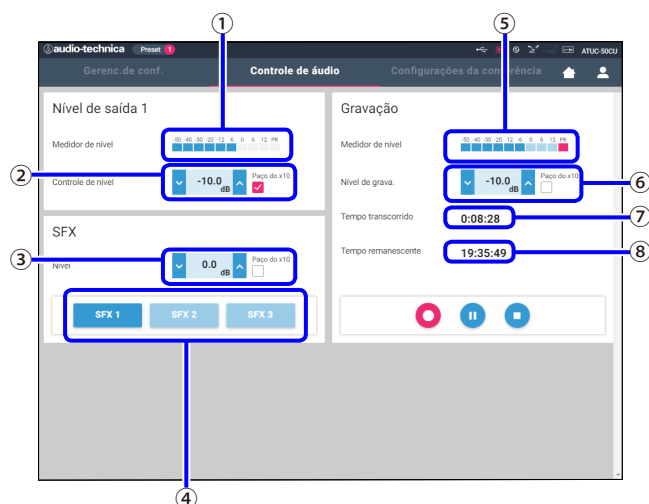 ① ⑤
audio-technica Preset 1 ATUC-50CU
Gerenc.de conf. Controle de áudio Configurações da conferência
Nível de saída 1
Medidor de nível -50 -40 -30 -20 -12 -6 0 6 12 PK
② Controle de nível -10.0 dB Paço do x10
SFX
③ Nível 0.0 dB Paço do x10
SFX 1 SFX 2 SFX 3
④
Gravação
Medidor de nível -50 -40 -30 -20 -12 -6 0 6 12 PK
Nível de grava. -10.0 dB Paço do x10 ⑥
Tempo transcorrido 0:08:28 ⑦
Tempo remanescente 19:35:49 ⑧